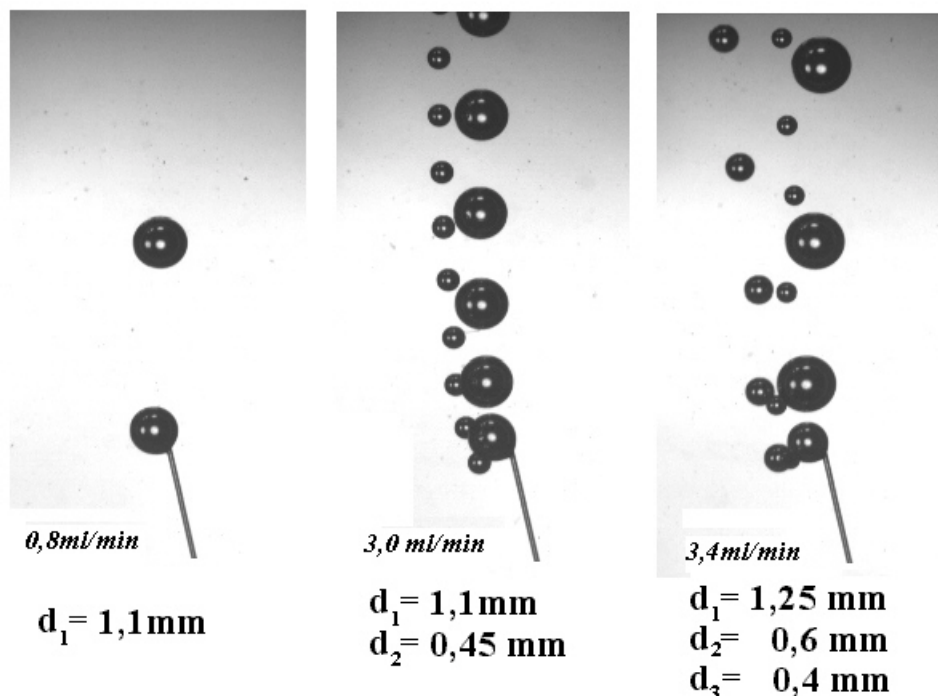 0,8ml/min
d₁= 1,1mm
3,0 ml/min
d₁= 1,1mm
d₂= 0,45 mm
3,4ml/min
d₁= 1,25 mm
d₂= 0,6 mm
d₃= 0,4 mm